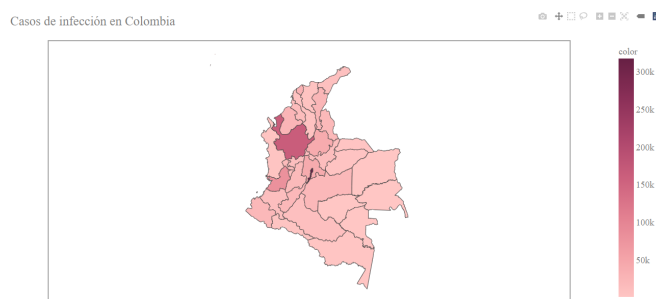 Casos de infección en Colombia
color
300k
250k
200k
150k
100k
50k